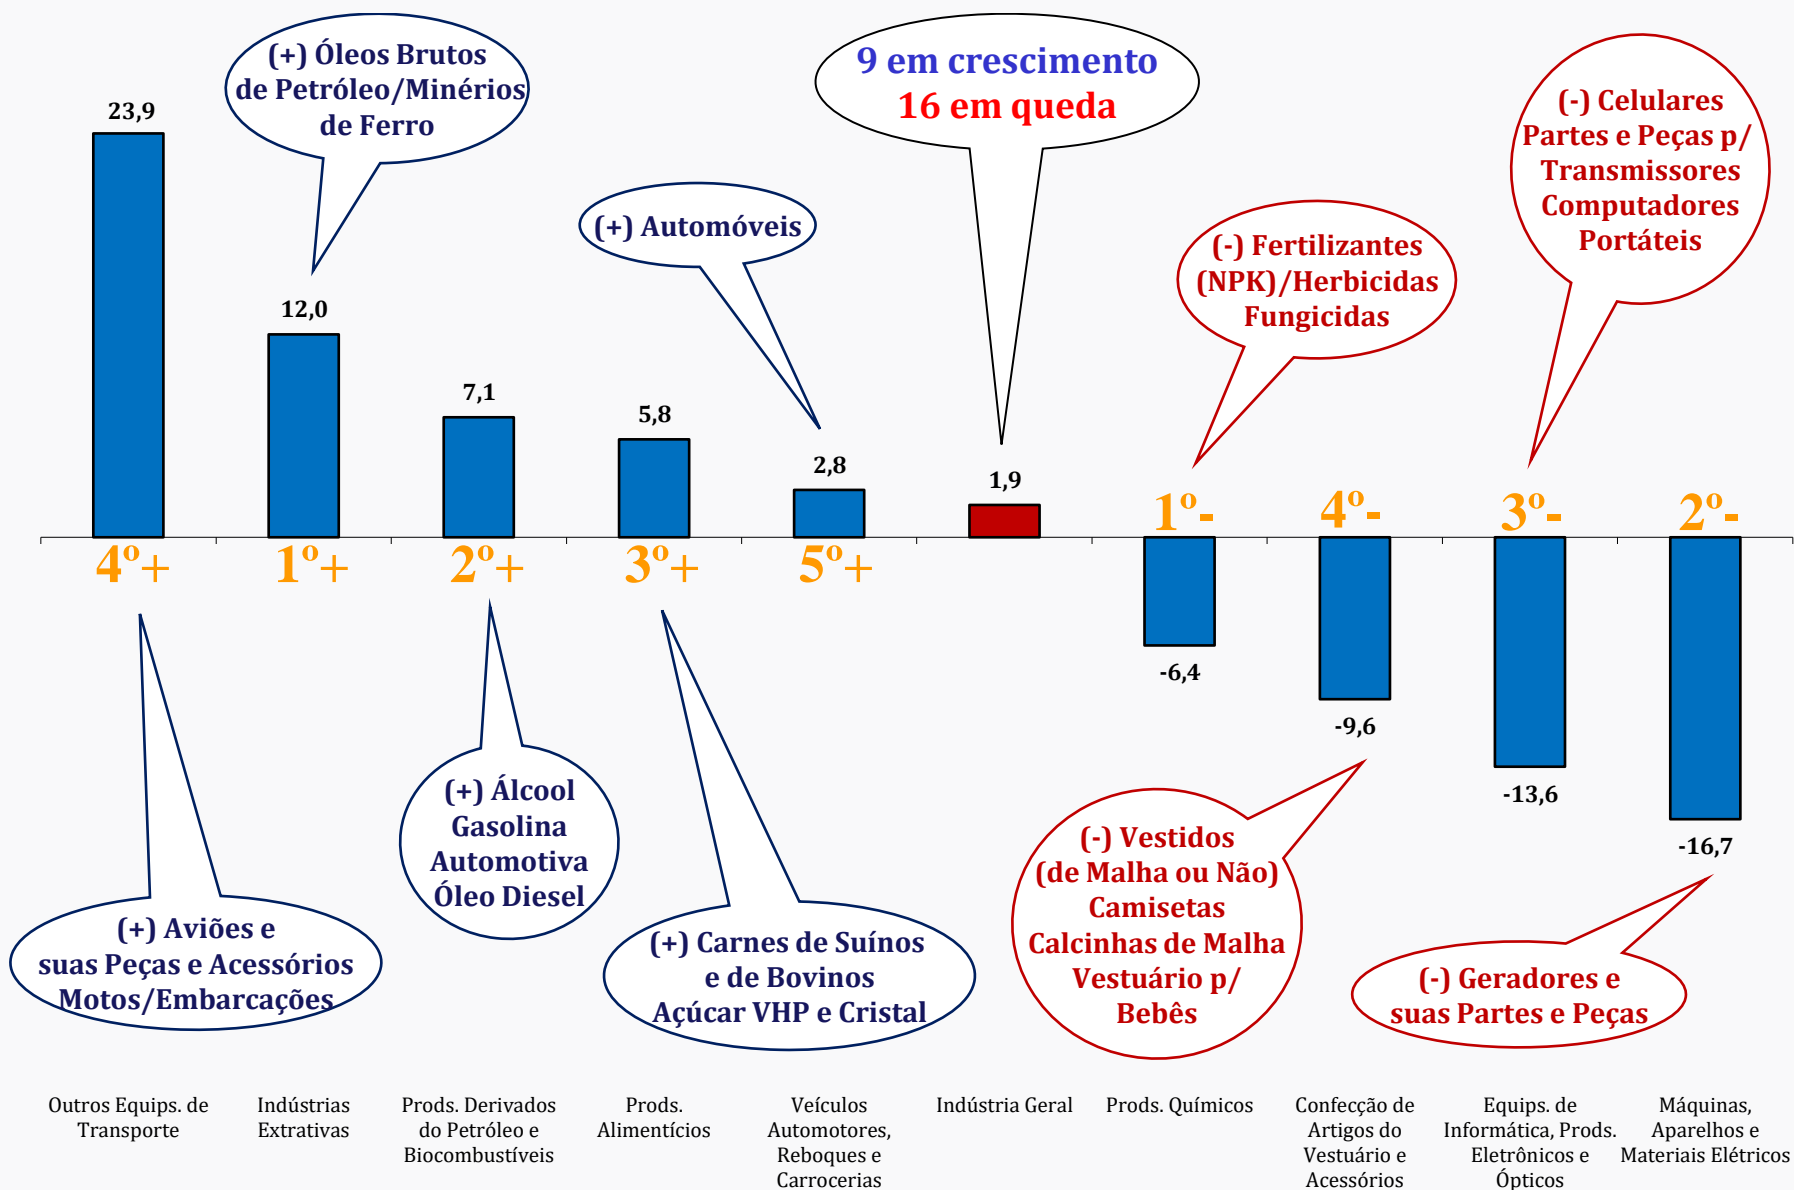 (+) Óleos Brutos
de Petróleo/Minérios
de Ferro
9 em crescimento
16 em queda
(-) Celulares
Partes e Peças p/
Transmissores
Computadores
Portáteis
(+) Automóveis
(-) Fertilizantes
(NPK)/Herbicidas
Fungicidas
23,9
12,0
7,1
5,8
2,8
1,9
1º-
4º-
3º-
2º-
4º+
1º+
2º+
3º+
5º+
-6,4
-9,6
-13,6
-16,7
(+) Álcool
Gasolina
Automotiva
Óleo Diesel
(-) Vestidos
(de Malha ou Não)
Camisetas
Calcinhas de Malha
Vestuário p/
Bebês
(+) Aviões e
suas Peças e Acessórios
Motos/Embarcações
(+) Carnes de Suínos
e de Bovinos
Açúcar VHP e Cristal
(-) Geradores e
suas Partes e Peças
Outros Equips. de
Transporte
Indústrias
Extrativas
Prods. Derivados
do Petróleo e
Biocombustíveis
Prods.
Alimentícios
Veículos
Automotores,
Reboques e
Carrocerias
Indústria Geral
Prods. Químicos
Confecção de
Artigos do
Vestuário e
Acessórios
Equips. de
Informática, Prods.
Eletrônicos e
Ópticos
Máquinas,
Aparelhos e
Materiais Elétricos